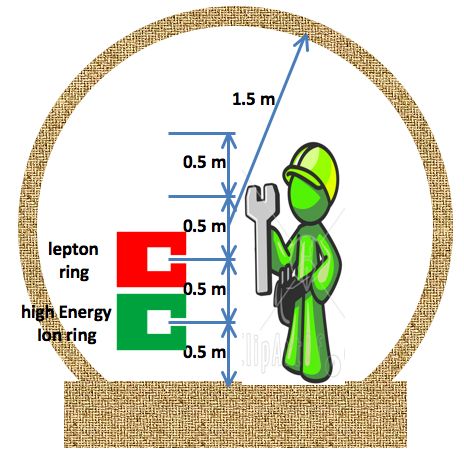 1.5 m
0.5 m
0.5 m
lepton
ring
0.5 m
high Energy
Ion ring
0.5 m